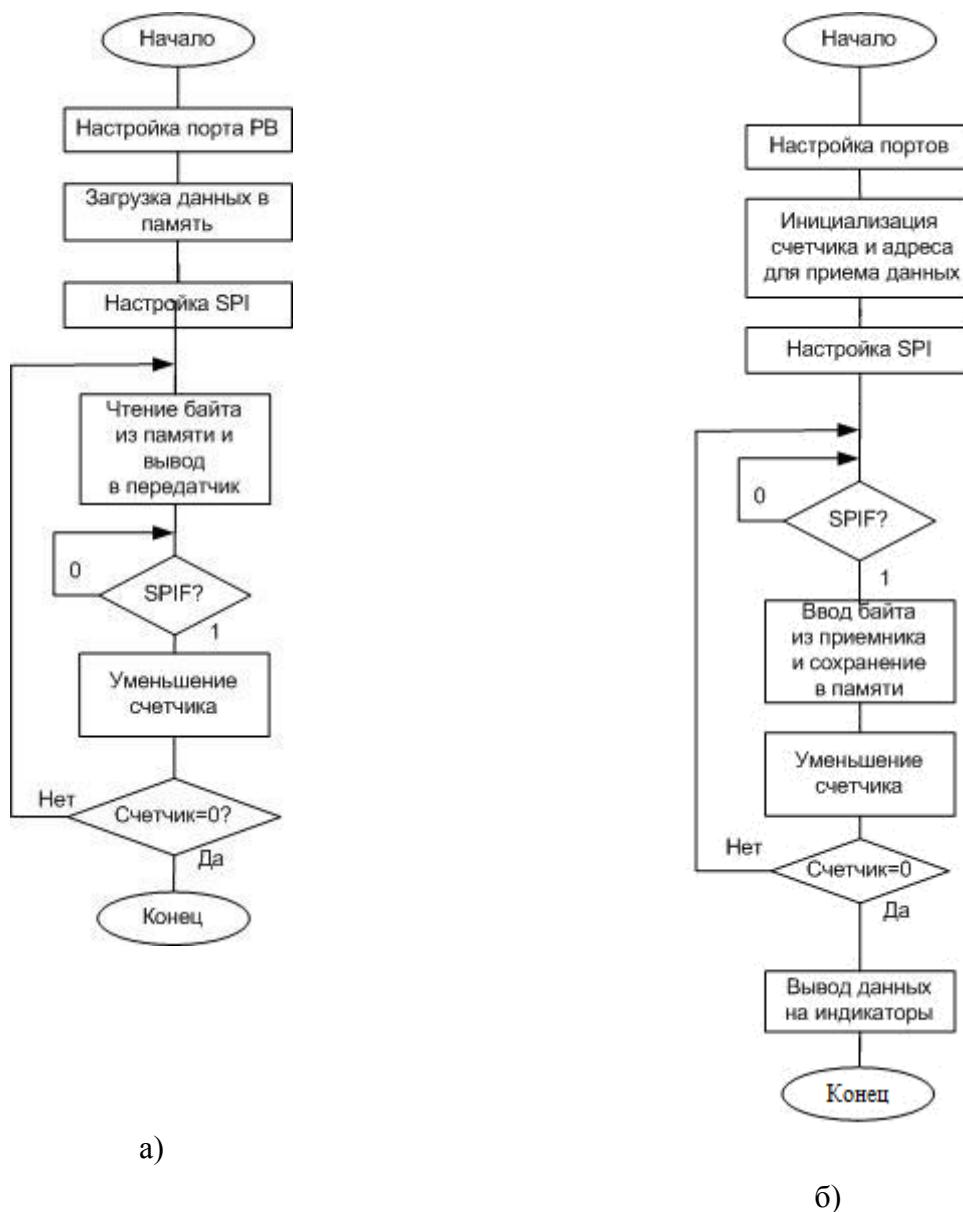 Начало
Настройка порта PB
Загрузка данных в
память
Настройка SPI
Чтение байта
из памяти и
вывод
в передатчик
0
SPIF?
1
Уменьшение
счетчика
Нет
Счетчик=0?
Да
Конец
а)
Начало
Настройка портов
Инициализация
счетчика и адреса
для приема данных
Настройка SPI
0
SPIF?
1
Ввод байта
из приемника
и сохранение
в памяти
Уменьшение
счетчика
Нет
Счетчик=0
Да
Вывод данных
на индикаторы
Конец
б)